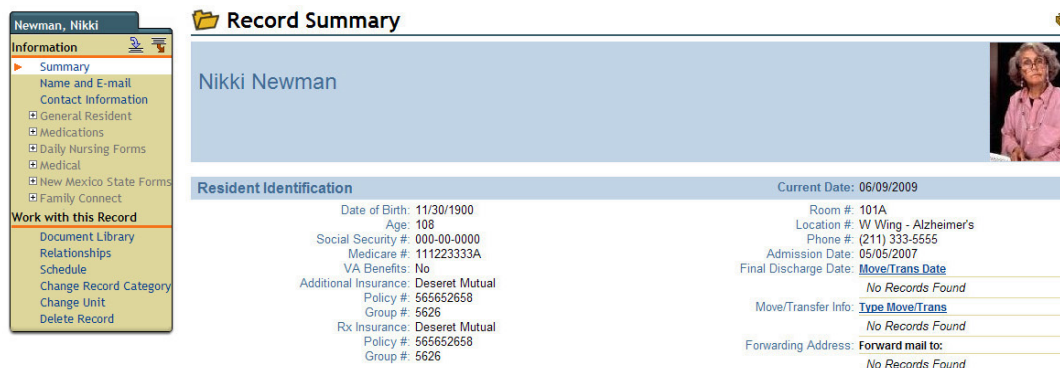 Newman, Nikki
Information
Summary
Name and E-mail
Contact Information
General Resident
Medications
Daily Nursing Forms
Medical
New Mexico State Forms
Family Connect
Work with this Record
Document Library
Relationships
Schedule
Change Record Category
Change Unit
Delete Record
Record Summary
Nikki Newman
Resident Identification
Date of Birth: 11/30/1900
Age: 108
Social Security #: 000-00-0000
Medicare #: 111223333A
VA Benefits: No
Additional Insurance: Deseret Mutual
Policy #: 565652658
Group #: 5626
Rx Insurance: Deseret Mutual
Policy #: 565652658
Group #: 5626
Current Date: 06/09/2009
Room #: 101A
Location #: W Wing - Alzheimer's
Phone #: (211) 333-5555
Admission Date: 05/05/2007
Final Discharge Date: Move/Trans Date
No Records Found
Move/Transfer Info: Type Move/Trans
No Records Found
Forwarding Address: Forward mail to:
No Records Found